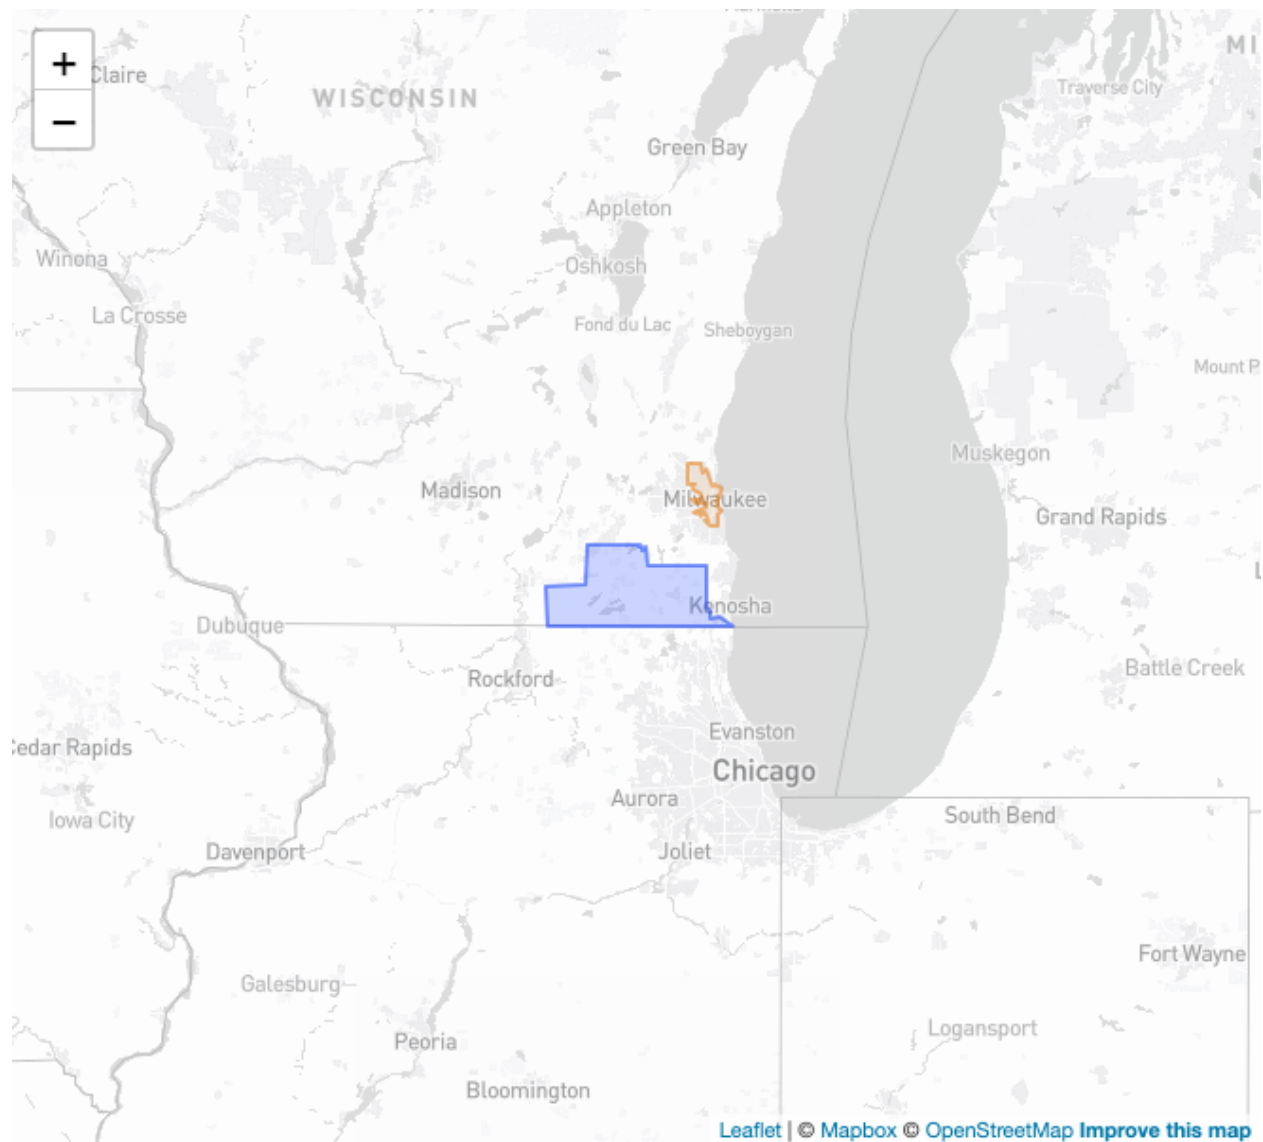 +
Claire
−
WISCONSIN
MI
Traverse City
Green Bay
Appleton
Winona
Oshkosh
La Crosse
Fond du Lac
Sheboygan
Mount P
Muskegon
Madison
Milwaukee
Grand Rapids
Kenosha
Dubuque
Rockford
Battle Creek
Evanston
Cedar Rapids
Chicago
Aurora
Iowa City
South Bend
Davenport
Joliet
Galesburg
Fort Wayne
Logansport
Peoria
Bloomington
Leaflet | © Mapbox © OpenStreetMap Improve this map